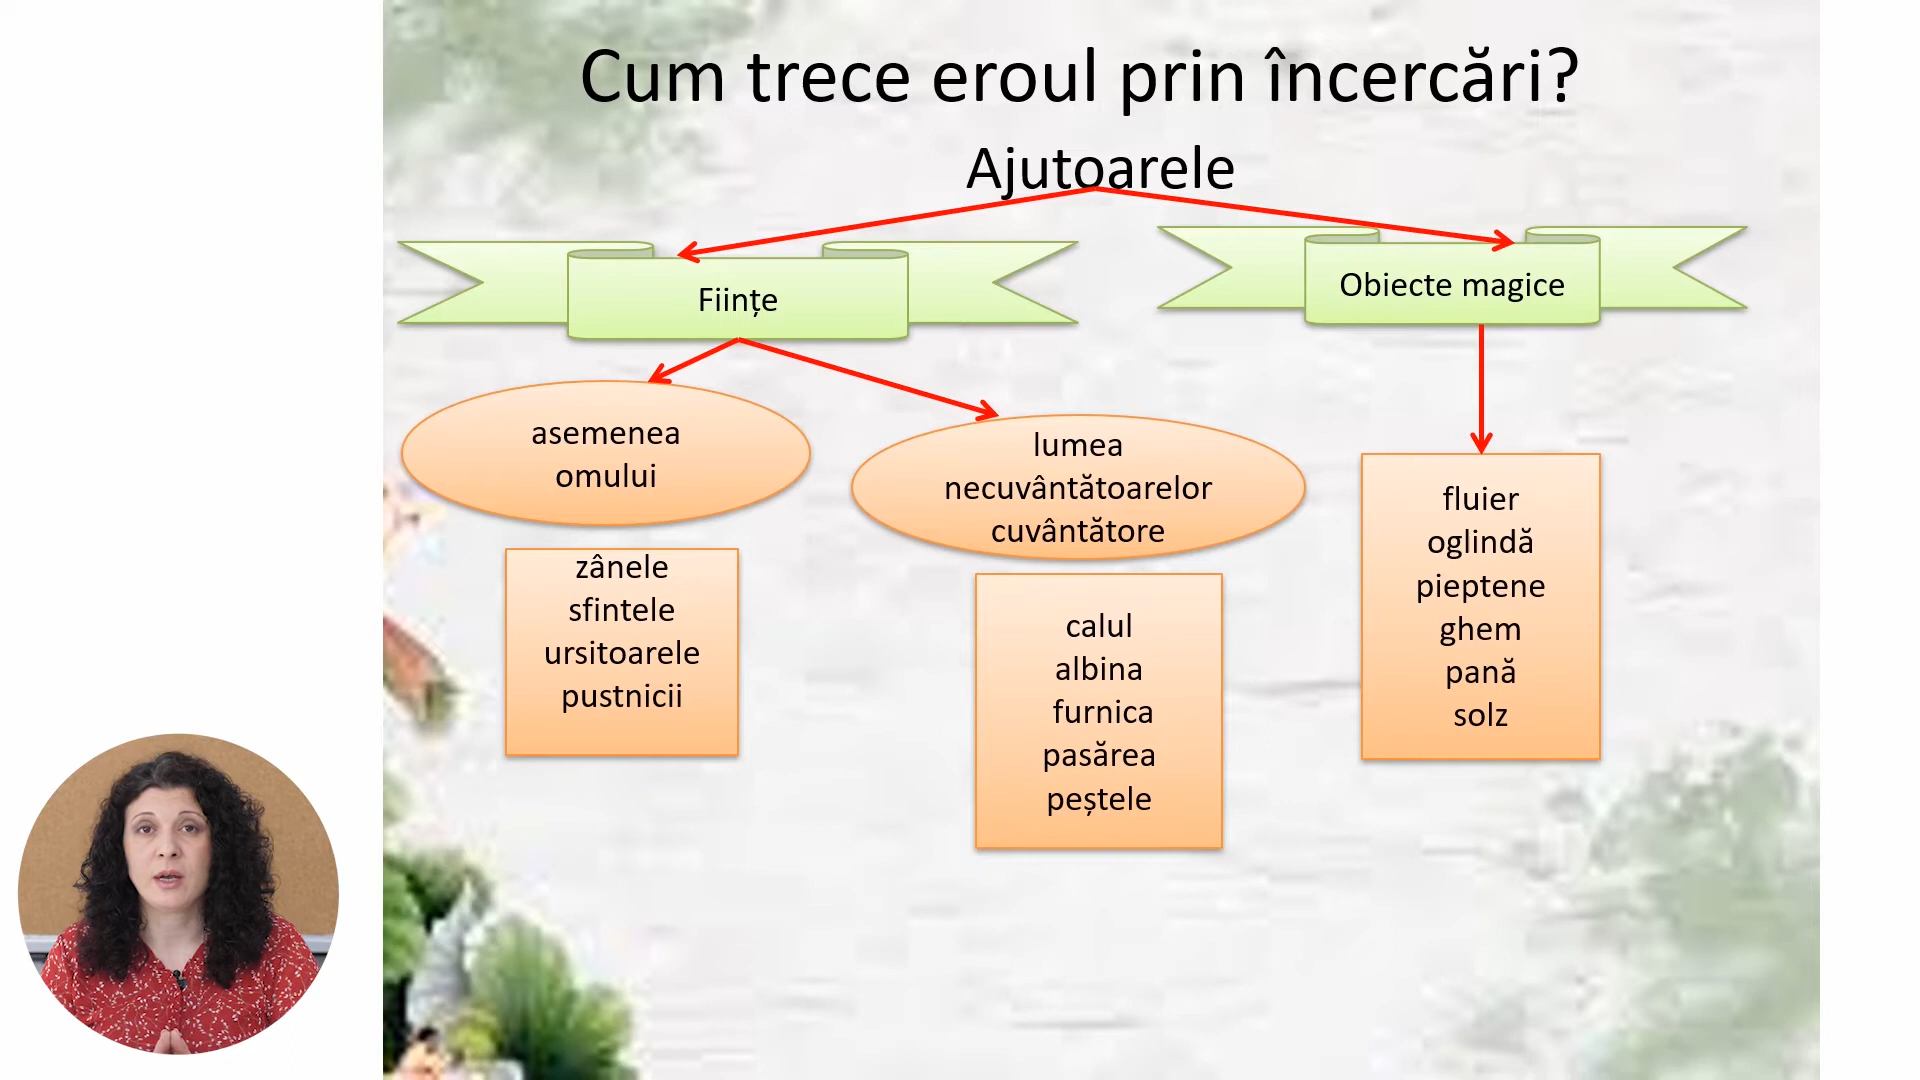 Cum trece eroul prin încercări?
Ajutoarele
Ființe
Obiecte magice
asemenea
omului
lumea
necuvântătoarelor
cuvântătore
zânele
sfintele
ursitoarele
pustnicii
calul
albina
furnica
pasărea
peștele
fluier
oglindă
pieptene
ghem
pană
solz